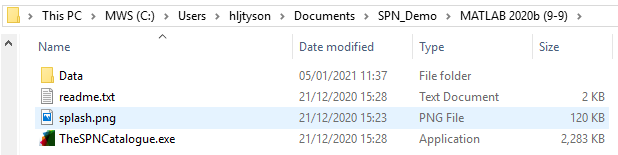 This PC > MWS (C:) > Users > hljtyson > Documents > SPN_Demo > MATLAB 2020b (9-9) >
Name Date modified Type Size
Data 05/01/2021 11:37 File folder
readme.txt 21/12/2020 15:28 Text Document 2 KB
splash.png 21/12/2020 15:23 PNG File 120 KB
TheSPNCatalogue.exe 21/12/2020 15:28 Application 2,283 KB